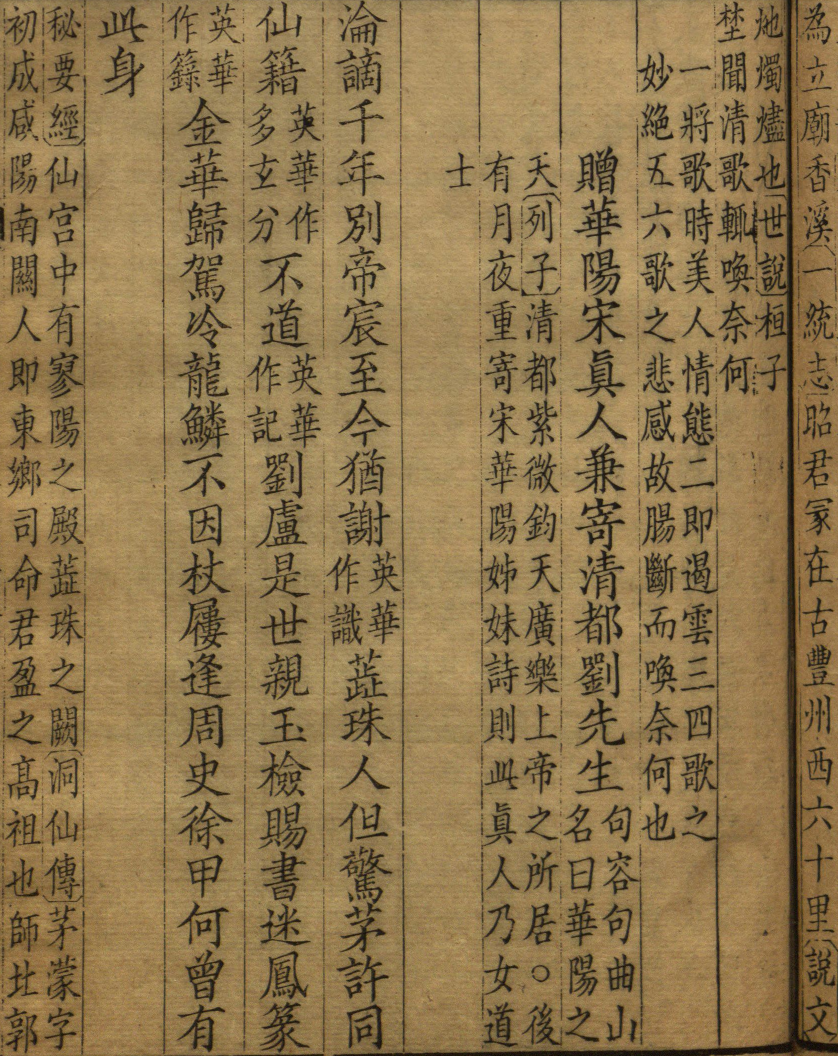 為立廟香溪一統志昭君冢在古豐州西六十里說文
灺燭燼也世說桓子
埜聞清歌輒喚奈何
一將歌時美人情態二即遏雲三四歌之
妙絶五六歌之悲感故腸斷而喚奈何也
贈華陽宋真人兼寄清都劉先生
句容句曲山
名曰華陽之
天列子清都紫微鈞天廣樂上帝之所居○後
有月夜重寄宋華陽姊妹詩則此真人乃女道
士
淪謫千年別帝宸至今猶謝
英華
作識
蕋珠人但驚茅許同
仙籍
英華作
多玄分
不道
英華
作記
劉盧是世親玉檢賜書迷鳳篆
英華
作籙
金華歸駕冷龍鱗不因杖屨逢周史徐甲何曾有
此身
秘要經仙宮中有寥陽之殿蕋珠之闕洞仙傳茅濛字
初成咸陽南關人即東鄉司命君盈之高祖也師北郭